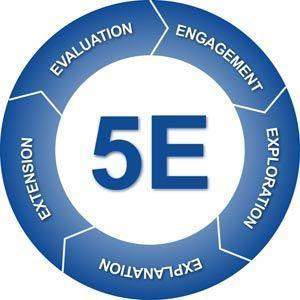 5E
ENGAGEMENT
EXPLORATION
EXPLANATION
EXTENSION
EVALUATION